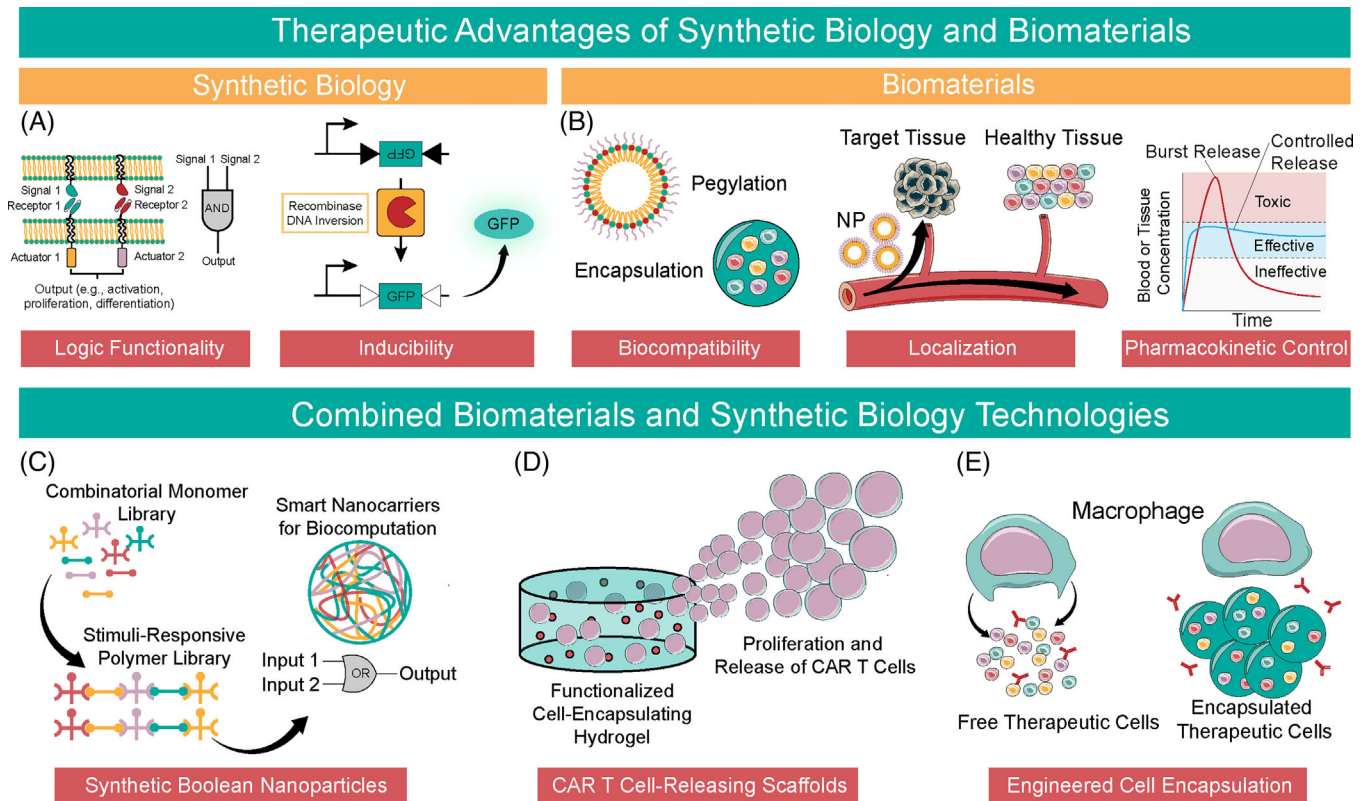 Therapeutic Advantages of Synthetic Biology and Biomaterials
Synthetic Biology
Biomaterials
(A)
Signal 1 Signal 2
Signal 1
Receptor 1
Signal 2
Receptor 2
AND
Output
Actuator 1
Actuator 2
Output (e.g., activation,
proliferation, differentiation)
Logic Functionality
GFP
Recombinase
DNA Inversion
GFP
GFP
Inducibility
(B)
Pegylation
Encapsulation
Biocompatibility
Target Tissue
Healthy Tissue
NP
Localization
Controlled
Release
Burst Release
Toxic
Effective
Ineffective
Blood or Tissue
Concentration
Time
Pharmacokinetic Control
Combined Biomaterials and Synthetic Biology Technologies
(C)
Combinatorial Monomer
Library
Smart Nanocarriers
for Biocomputation
Stimuli-Responsive
Polymer Library
Input 1
Input 2
OR
Output
Synthetic Boolean Nanoparticles
(D)
Proliferation and
Release of CAR T Cells
Functionalized
Cell-Encapsulating
Hydrogel
CAR T Cell-Releasing Scaffolds
(E)
Macrophage
Free Therapeutic Cells
Encapsulated
Therapeutic Cells
Engineered Cell Encapsulation